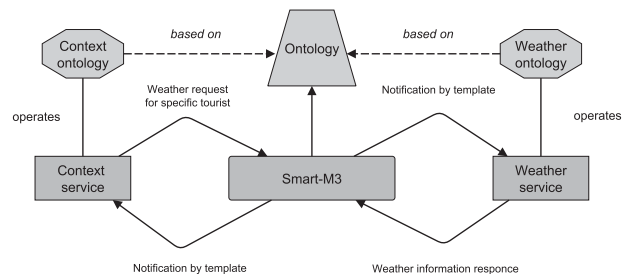 based on
based on
Context
ontology
Ontology
Weather
ontology
Weather request
for specific tourist
Notification by template
operates
operates
Context
service
Smart-M3
Weather
service
Notification by template
Weather information responce